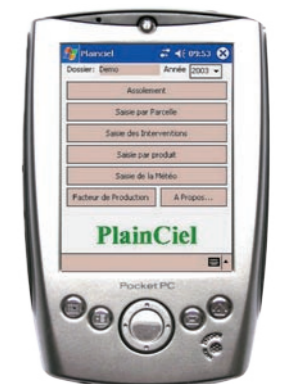 Plainciel 09:53
Dossier: Demo Année 2003
Assolement
Saisie par Parcelle
Saisie des Interventions
Saisie par produit
Saisie de la Météo
Facteur de Production A Propos...
PlainCiel
Pocket PC